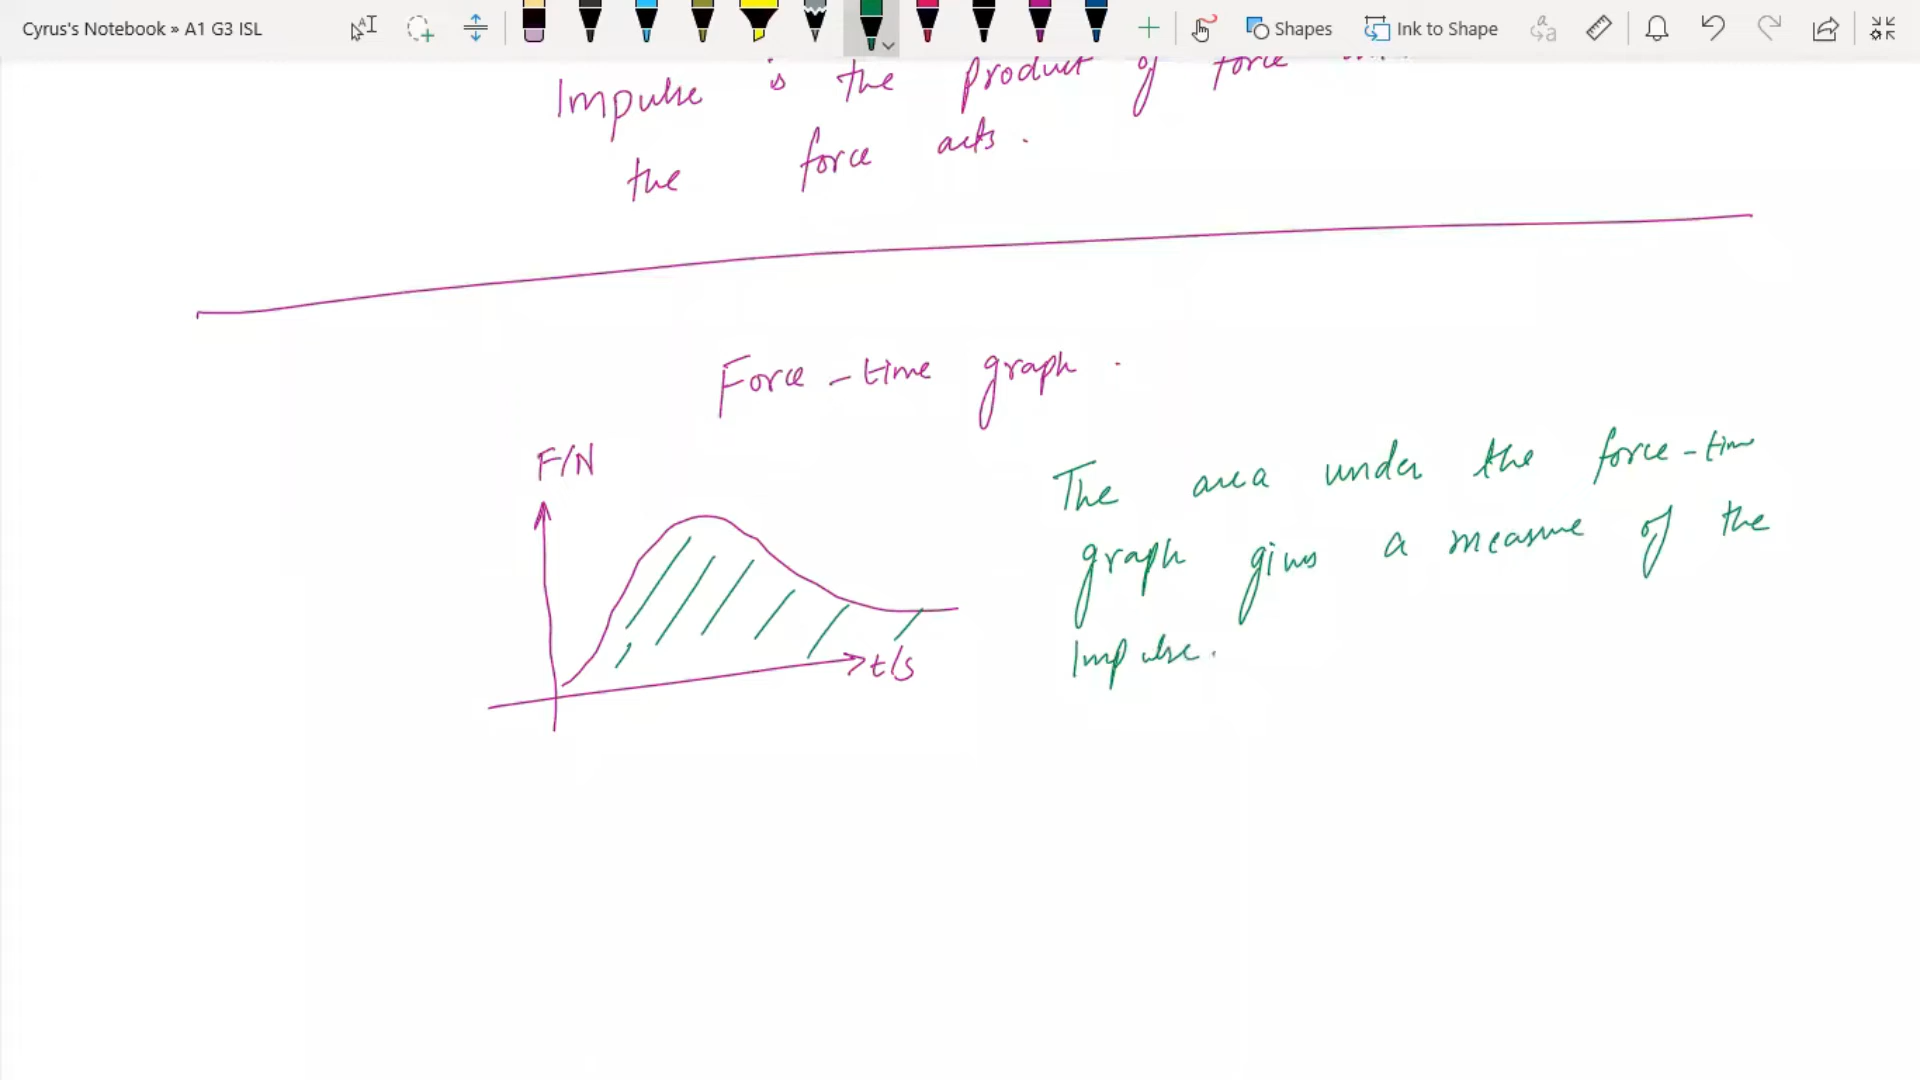 Cyrus's Notebook » A1 G3 ISL
Shapes
Ink to Shape
Impulse is the product of force
the force acts.
Force-time graph.
F/N
t/s
The area under the force-time
graph gives a measure of the
Impulse.